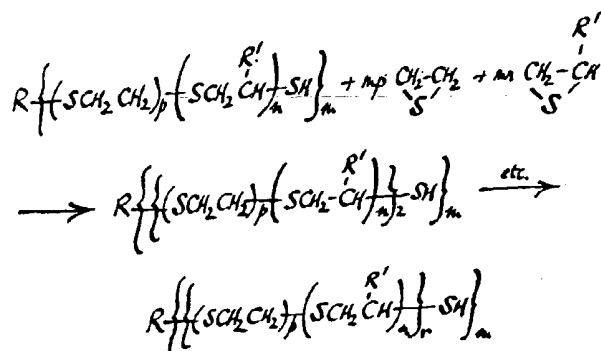 R{(SCH2CH2)p(SCH2CH)n-SH}m + mp CH2-CH2 + mn CH2-CH
R'
R'
S
S
→ R{{(SCH2CH2)p(SCH2-CH)n}2-SH}m etc. →
R'
R{{(SCH2CH2)p(SCH2CH)n}r-SH}m
R'